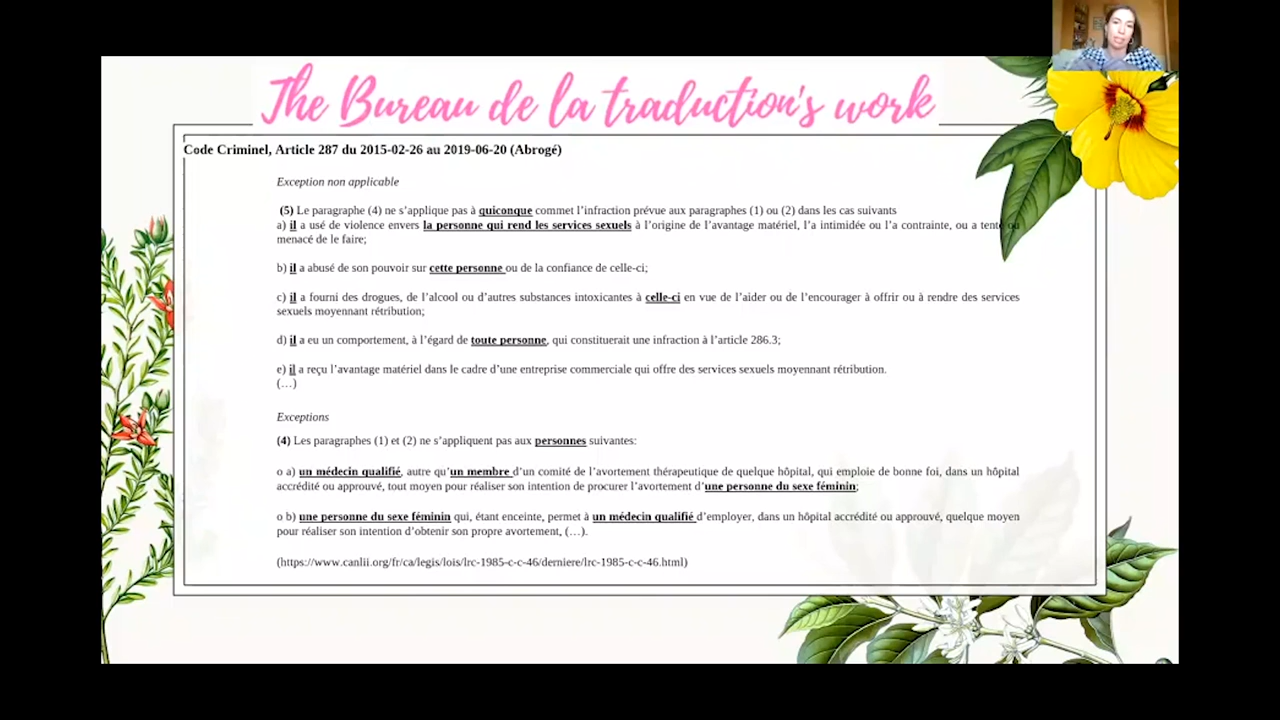 The Bureau de la traduction's work
Code Criminel, Article 287 du 2015-02-26 au 2019-06-20 (Abrogé)
Exception non applicable
(5) Le paragraphe (4) ne s'applique pas à quiconque commet l'infraction prévue aux paragraphes (1) ou (2) dans les cas suivants
a) il a usé de violence envers la personne qui rend les services sexuels à l'origine de l'avantage matériel, l'a intimidée ou l'a contrainte, ou a tenté ou
menacé de le faire;
b) il a abusé de son pouvoir sur cette personne ou de la confiance de celle-ci;
c) il a fourni des drogues, de l'alcool ou d'autres substances intoxicantes à celle-ci en vue de l'aider ou de l'encourager à offrir ou à rendre des services
sexuels moyennant rétribution;
d) il a eu un comportement, à l'égard de toute personne, qui constituerait une infraction à l'article 286.3;
e) il a reçu l'avantage matériel dans le cadre d'une entreprise commerciale qui offre des services sexuels moyennant rétribution.
(…)
Exceptions
(4) Les paragraphes (1) et (2) ne s'appliquent pas aux personnes suivantes:
o a) un médecin qualifié, autre qu'un membre d'un comité de l'avortement thérapeutique de quelque hôpital, qui emploie de bonne foi, dans un hôpital
accrédité ou approuvé, tout moyen pour réaliser son intention de procurer l'avortement d'une personne du sexe féminin;
o b) une personne du sexe féminin qui, étant enceinte, permet à un médecin qualifié d'employer, dans un hôpital accrédité ou approuvé, quelque moyen
pour réaliser son intention d'obtenir son propre avortement, (…).
(https://www.canlii.org/fr/ca/legis/lois/lrc-1985-c-c-46/derniere/lrc-1985-c-c-46.html)